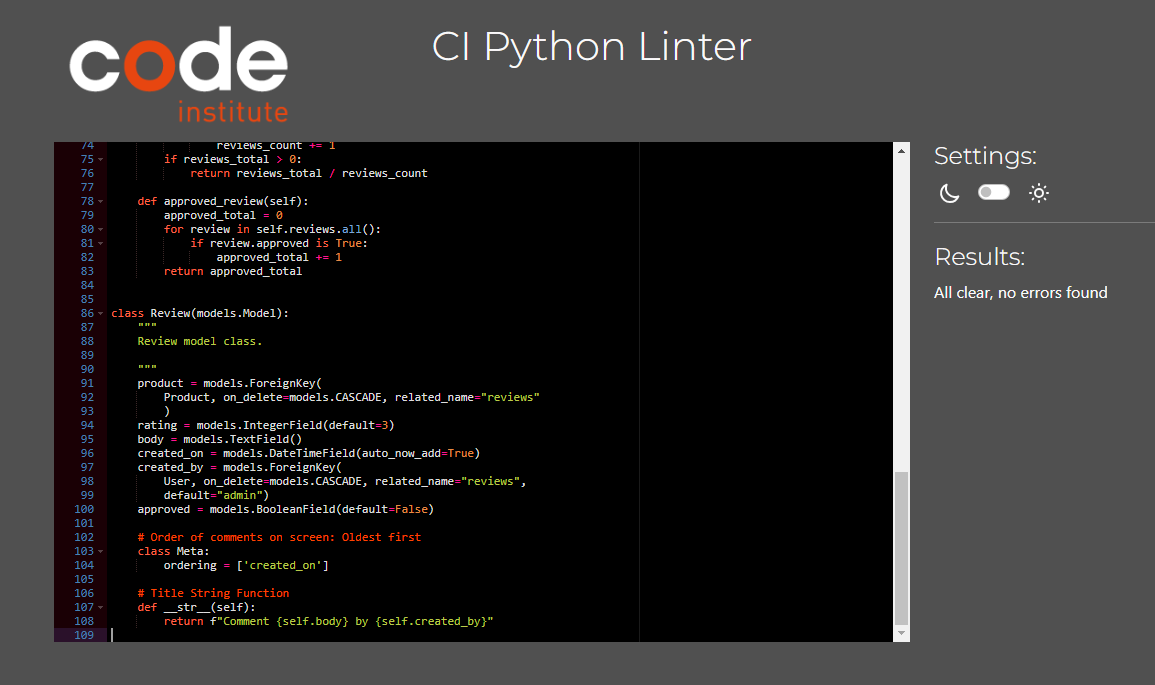 code
institute
CI Python Linter
74 reviews_count += 1
75 if reviews_total > 0:
76 return reviews_total / reviews_count
77
78 def approved_review(self):
79 approved_total = 0
80 for review in self.reviews.all():
81 if review.approved is True:
82 approved_total += 1
83 return approved_total
84
85
86 class Review(models.Model):
87 """
88 Review model class.
89
90 """
91 product = models.ForeignKey(
92 Product, on_delete=models.CASCADE, related_name="reviews"
93 )
94 rating = models.IntegerField(default=3)
95 body = models.TextField()
96 created_on = models.DateTimeField(auto_now_add=True)
97 created_by = models.ForeignKey(
98 User, on_delete=models.CASCADE, related_name="reviews",
99 default="admin")
100 approved = models.BooleanField(default=False)
101
102 # Order of comments on screen: Oldest first
103 class Meta:
104 ordering = ['created_on']
105
106 # Title String Function
107 def __str__(self):
108 return f"Comment {self.body} by {self.created_by}"
109
Settings:
Results:
All clear, no errors found